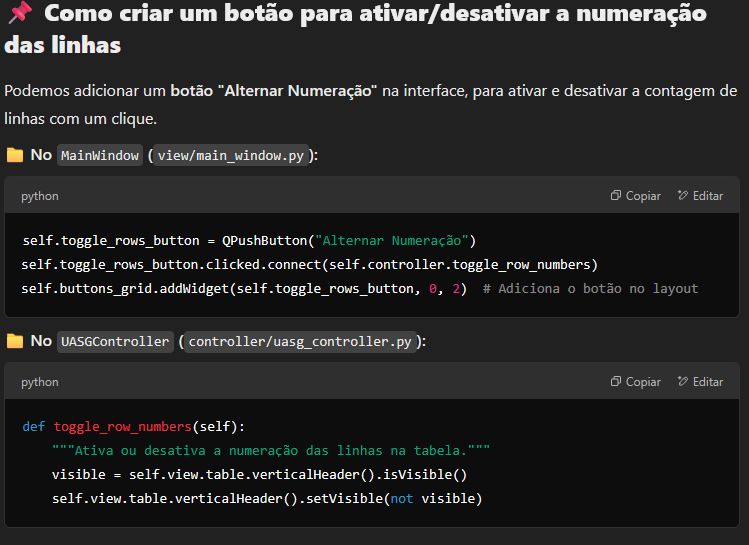 Como criar um botão para ativar/desativar a numeração
das linhas
Podemos adicionar um botão "Alternar Numeração" na interface, para ativar e desativar a contagem de
linhas com um clique.
No MainWindow (view/main_window.py):
python Copiar Editar
self.toggle_rows_button = QPushButton("Alternar Numeração")
self.toggle_rows_button.clicked.connect(self.controller.toggle_row_numbers)
self.buttons_grid.addWidget(self.toggle_rows_button, 0, 2)  # Adiciona o botão no layout
No UASGController (controller/uasg_controller.py):
python Copiar Editar
def toggle_row_numbers(self):
    """Ativa ou desativa a numeração das linhas na tabela."""
    visible = self.view.table.verticalHeader().isVisible()
    self.view.table.verticalHeader().setVisible(not visible)